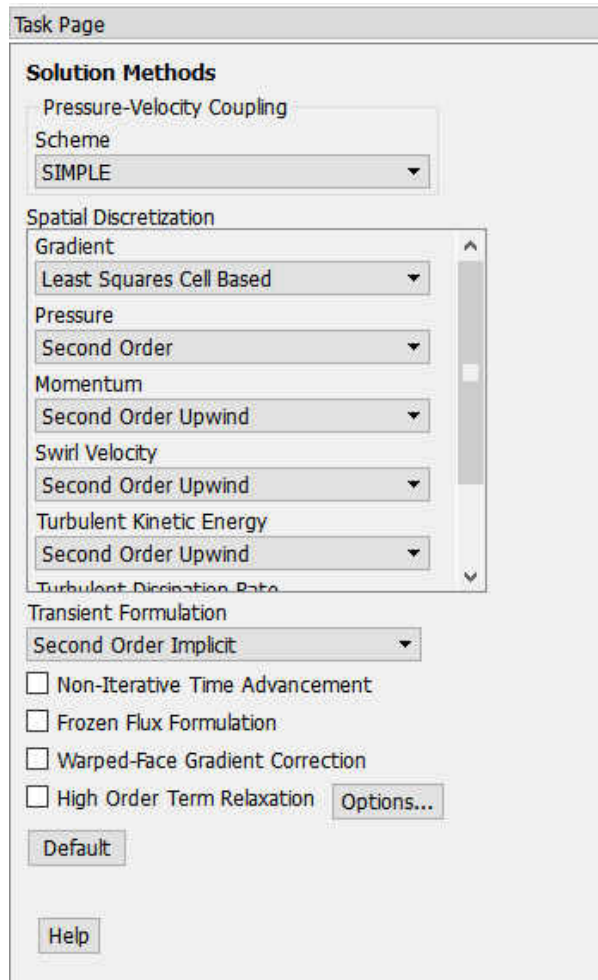 Task Page
Solution Methods
Pressure-Velocity Coupling
Scheme
SIMPLE
Spatial Discretization
Gradient
Least Squares Cell Based
Pressure
Second Order
Momentum
Second Order Upwind
Swirl Velocity
Second Order Upwind
Turbulent Kinetic Energy
Second Order Upwind
Turbulent Dissipation Rate
Transient Formulation
Second Order Implicit
Non-Iterative Time Advancement
Frozen Flux Formulation
Warped-Face Gradient Correction
High Order Term Relaxation Options...
Default
Help